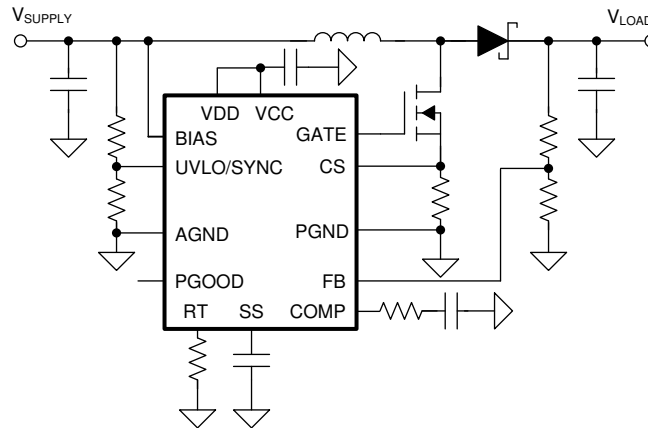 VSUPPLY
VLOAD
VDD VCC
BIAS
GATE
UVLO/SYNC
CS
AGND
PGND
PGOOD
FB
RT SS COMP